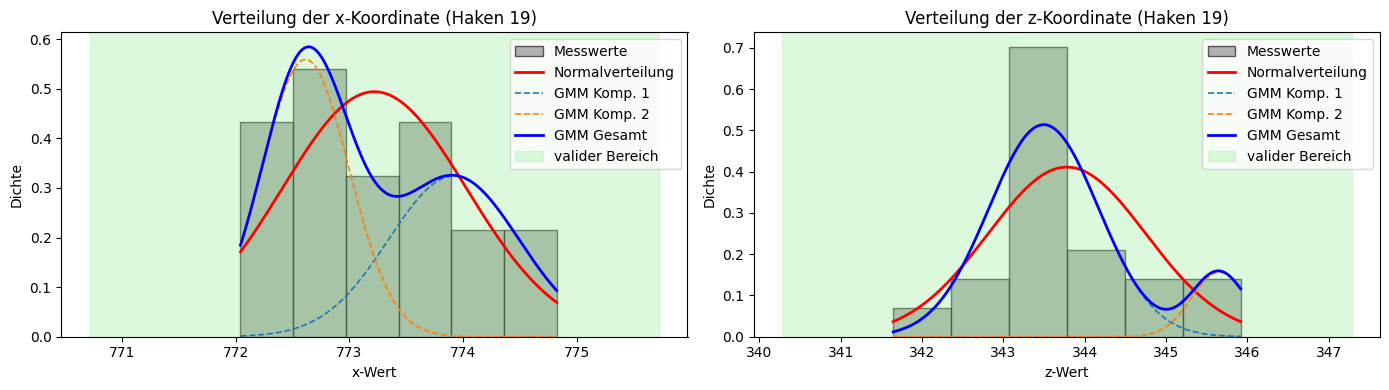 Verteilung der x-Koordinate (Haken 19)
Dichte
0.6
0.5
0.4
0.3
0.2
0.1
0.0
771
772
773
774
775
x-Wert
Messwerte
Normalverteilung
GMM Komp. 1
GMM Komp. 2
GMM Gesamt
valider Bereich
Verteilung der z-Koordinate (Haken 19)
Dichte
0.7
0.6
0.5
0.4
0.3
0.2
0.1
0.0
340
341
342
343
344
345
346
347
z-Wert
Messwerte
Normalverteilung
GMM Komp. 1
GMM Komp. 2
GMM Gesamt
valider Bereich